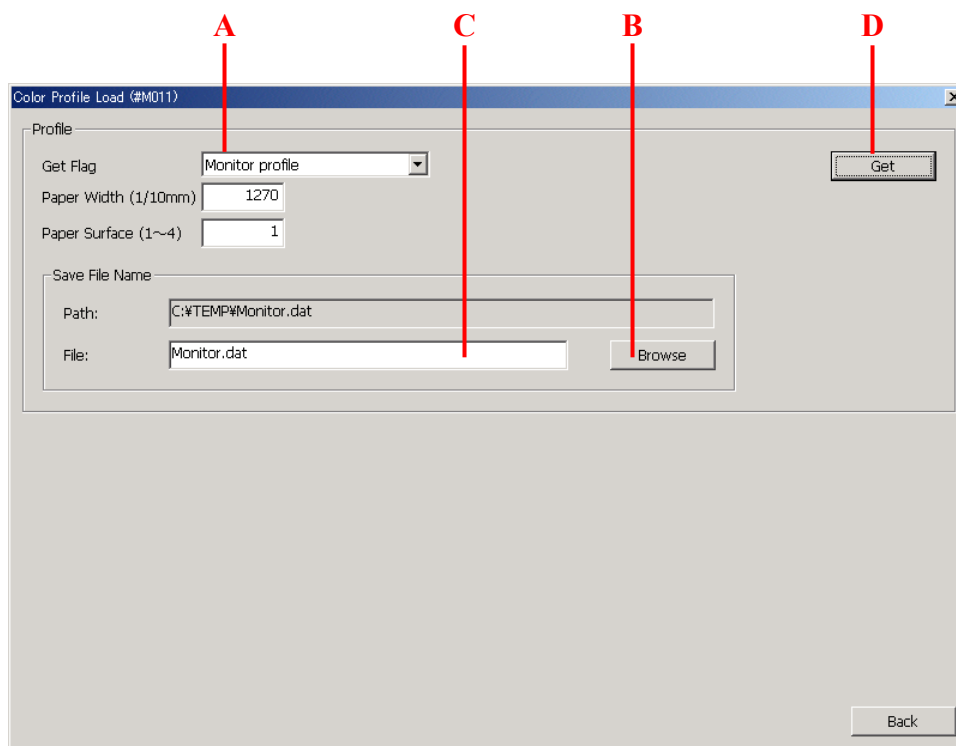 A C B D
Color Profile Load (#M011)
Profile
Get Flag Monitor profile Get
Paper Width (1/10mm) 1270
Paper Surface (1～4) 1
Save File Name
Path: C:¥TEMP¥Monitor.dat
File: Monitor.dat Browse
Back